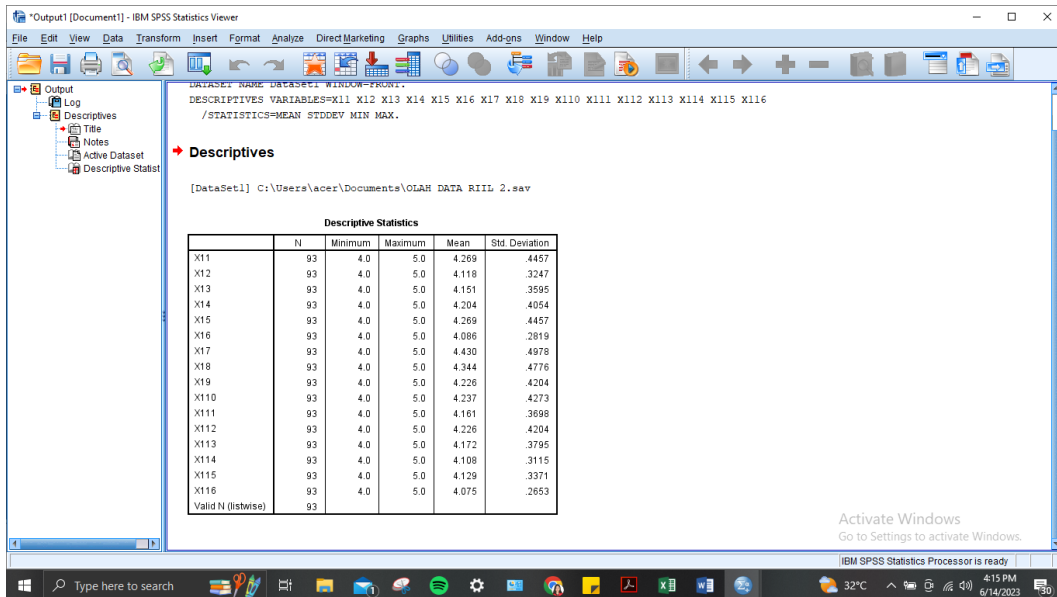 *Output1 [Document1] - IBM SPSS Statistics Viewer
File Edit View Data Transform Insert Format Analyze Direct Marketing Graphs Utilities Add-ons Window Help
Output
Log
Descriptives
Title
Notes
Active Dataset
Descriptive Statist
DATASET NAME DataSet1 WINDOW=FRONT.
DESCRIPTIVES VARIABLES=X11 X12 X13 X14 X15 X16 X17 X18 X19 X110 X111 X112 X113 X114 X115 X116
/STATISTICS=MEAN STDDEV MIN MAX.
Descriptives
[DataSet1] C:\Users\acer\Documents\OLAH DATA RIIL 2.sav
Descriptive Statistics
N Minimum Maximum Mean Std. Deviation
X11 93 4.0 5.0 4.269 .4457
X12 93 4.0 5.0 4.118 .3247
X13 93 4.0 5.0 4.151 .3595
X14 93 4.0 5.0 4.204 .4054
X15 93 4.0 5.0 4.269 .4457
X16 93 4.0 5.0 4.086 .2819
X17 93 4.0 5.0 4.430 .4978
X18 93 4.0 5.0 4.344 .4776
X19 93 4.0 5.0 4.226 .4204
X110 93 4.0 5.0 4.237 .4273
X111 93 4.0 5.0 4.161 .3698
X112 93 4.0 5.0 4.226 .4204
X113 93 4.0 5.0 4.172 .3795
X114 93 4.0 5.0 4.108 .3115
X115 93 4.0 5.0 4.129 .3371
X116 93 4.0 5.0 4.075 .2653
Valid N (listwise) 93
Activate Windows
Go to Settings to activate Windows.
IBM SPSS Statistics Processor is ready
Type here to search
32°C
4:15 PM
6/14/2023